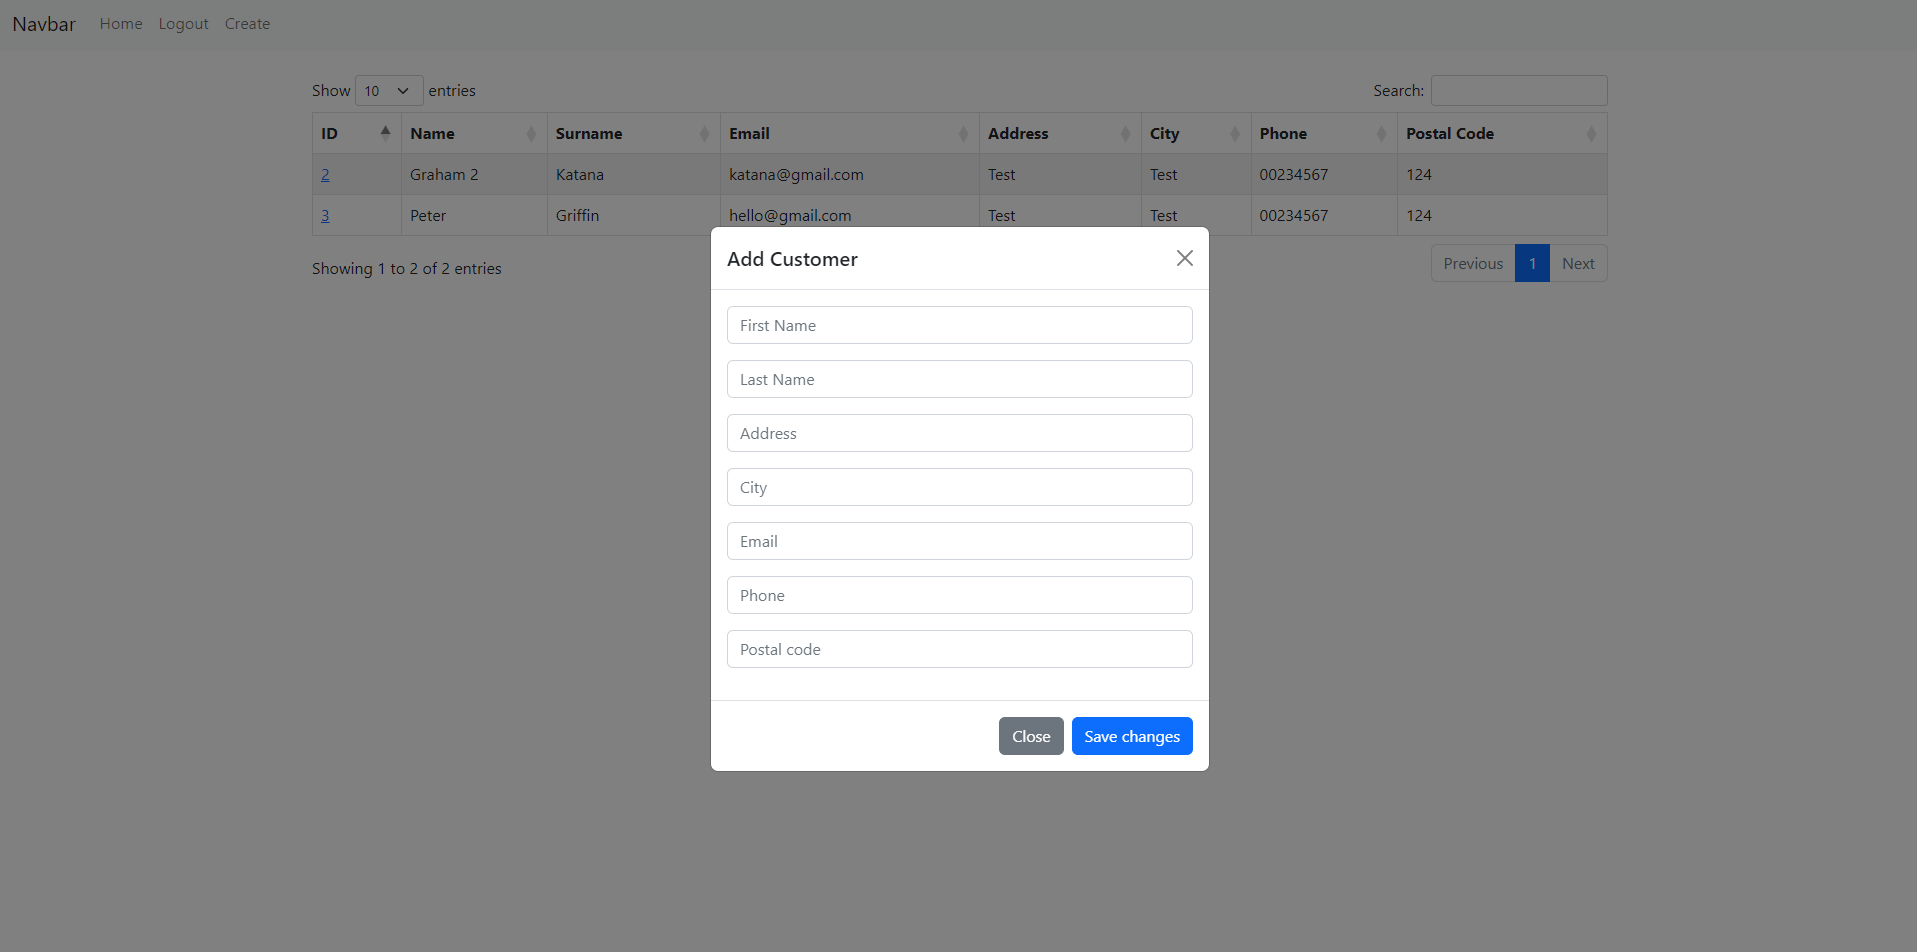 Navbar Home Logout Create
Show 10 entries Search:
ID Name Surname Email Address City Phone Postal Code
2 Graham 2 Katana katana@gmail.com Test Test 00234567 124
3 Peter Griffin hello@gmail.com Test Test 00234567 124
Showing 1 to 2 of 2 entries Previous 1 Next
Add Customer
First Name
Last Name
Address
City
Email
Phone
Postal code
Close Save changes